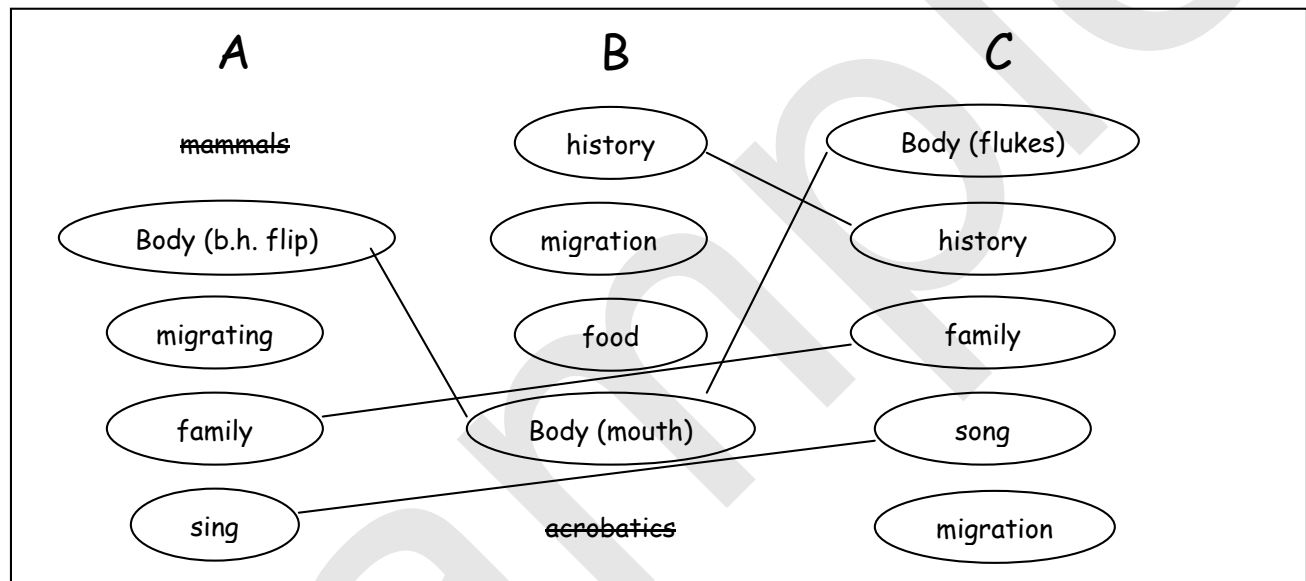 A B C
mammals history Body (flukes)
Body (b.h. flip) migration history
migrating food family
family Body (mouth) song
sing acrobatics migration